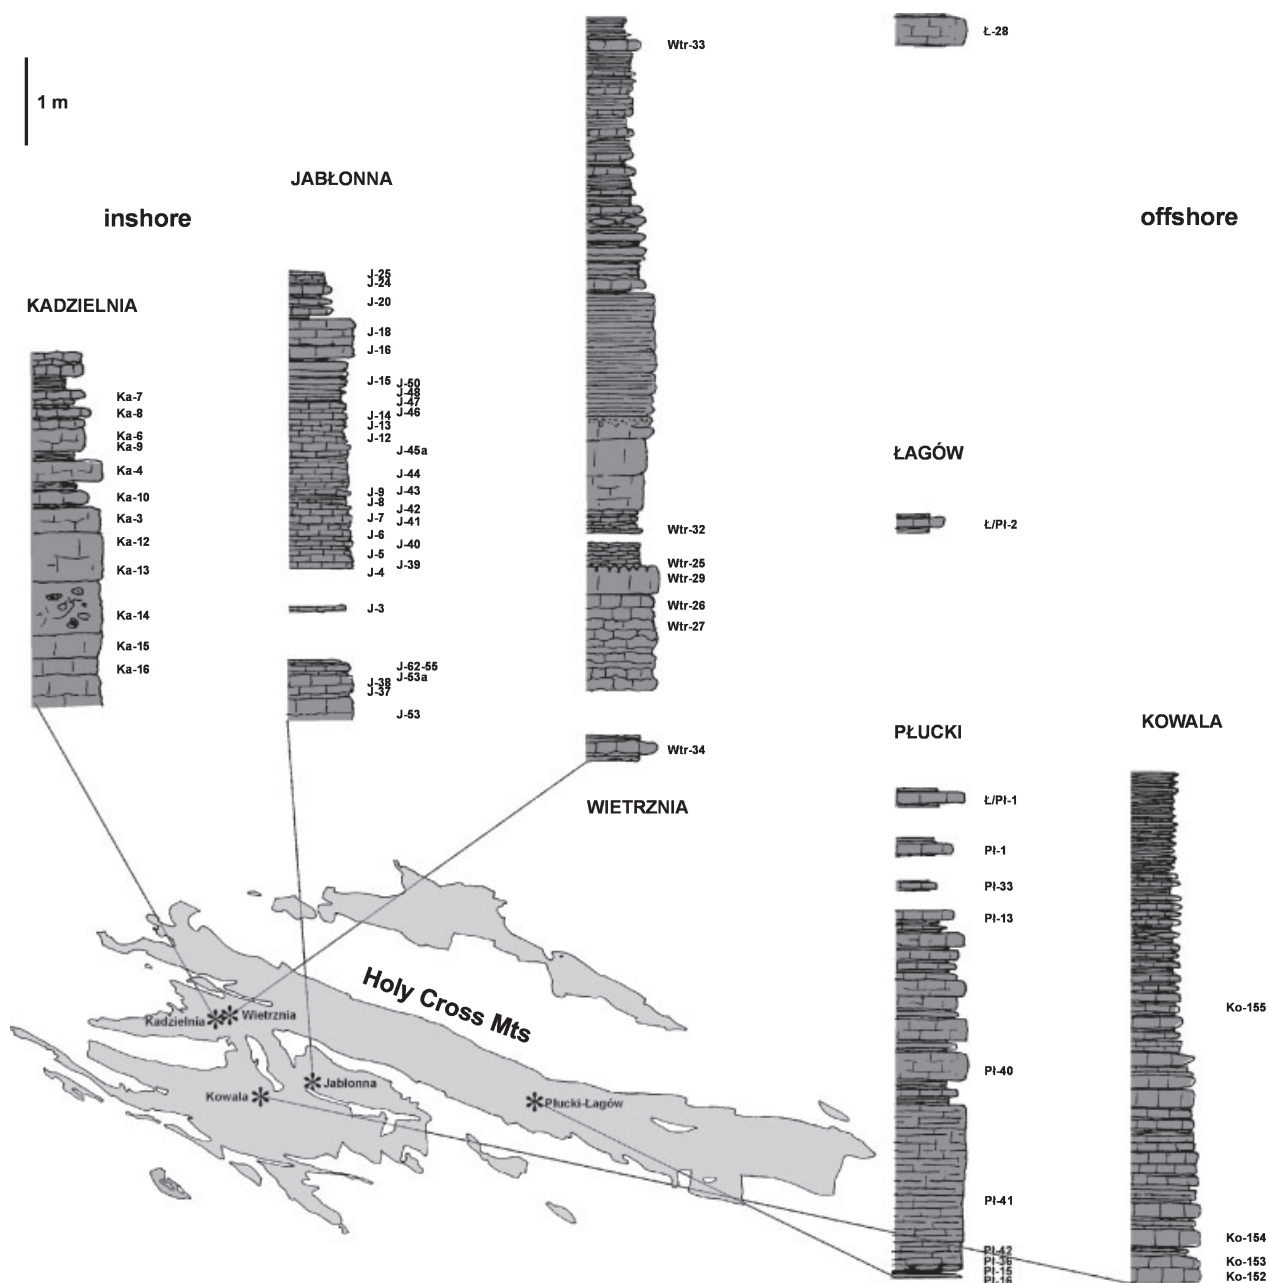 1 m
inshore
offshore
KADZIELNIA
Ka-7
Ka-8
Ka-6
Ka-9
Ka-4
Ka-10
Ka-3
Ka-12
Ka-13
Ka-14
Ka-15
Ka-16
JABŁONNA
J-25
J-24
J-20
J-18
J-16
J-15
J-50
J-48
J-47
J-46
J-14
J-13
J-12
J-45a
J-44
J-43
J-9
J-8
J-42
J-7
J-41
J-6
J-40
J-5
J-39
J-4
J-3
J-62-55
J-53a
J-38
J-37
J-53
Wtr-33
Wtr-32
Wtr-25
Wtr-29
Wtr-26
Wtr-27
Wtr-34
WIETRZNIA
Ł-28
ŁAGÓW
Ł/Pł-2
PŁUCKI
Ł/Pł-1
Pł-1
Pł-33
Pł-13
Pł-40
Pł-41
Pł-42
Pł-36
Pł-15
Pł-16
KOWALA
Ko-155
Ko-154
Ko-153
Ko-152
Holy Cross Mts
Kadzielnia
Wietrznia
Kowala
Jabłonna
Płucki-Łagów